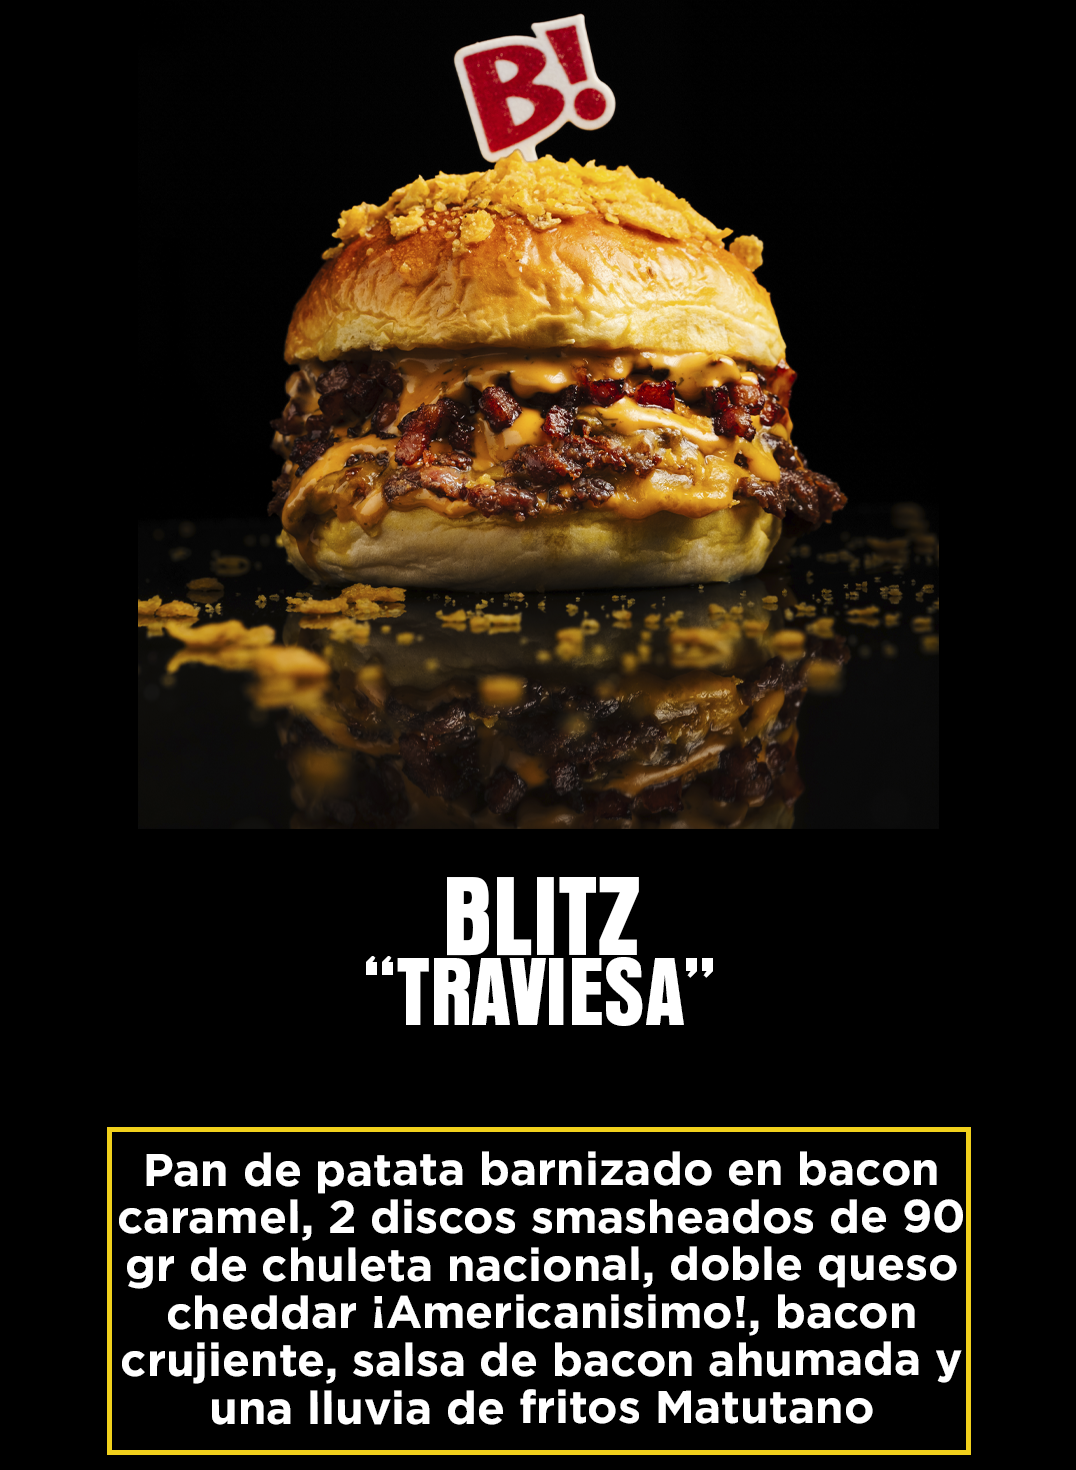 B!
BLITZ
“TRAVIESA”
Pan de patata barnizado en bacon
caramel, 2 discos smasheados de 90
gr de chuleta nacional, doble queso
cheddar ¡Americanisimo!, bacon
crujiente, salsa de bacon ahumada y
una lluvia de fritos Matutano